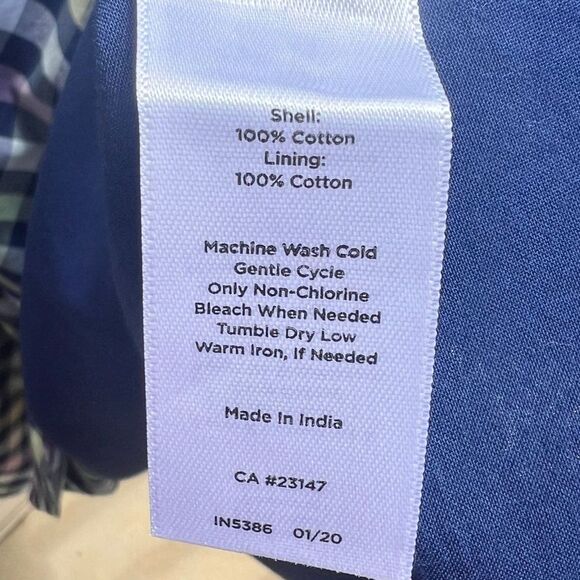 Shell:
100% Cotton
Lining:
100% Cotton
Machine Wash Cold
Gentle Cycle
Only Non-Chlorine
Bleach When Needed
Tumble Dry Low
Warm Iron, If Needed
Made In India
CA #23147
IN5386 01/20